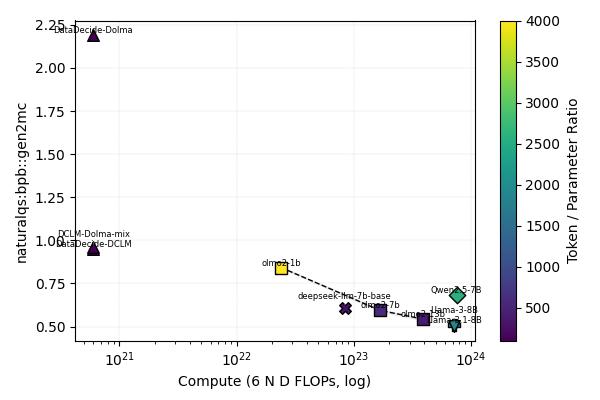 DataDecide-Dolma
DCLM-Dolma-mix
DataDecide-DCLM
olmo2-1b
deepseek-llm-7b-base
olmo2-7b
olmo2-13b
Qwen2.5-7B
Llama-3-8B
Llama-3.1-8B
2.25
2.00
1.75
1.50
1.25
1.00
0.75
0.50
naturalqs:bpb::gen2mc
10^21
10^22
10^23
10^24
Compute (6 N D FLOPs, log)
4000
3500
3000
2500
2000
1500
1000
500
Token / Parameter Ratio